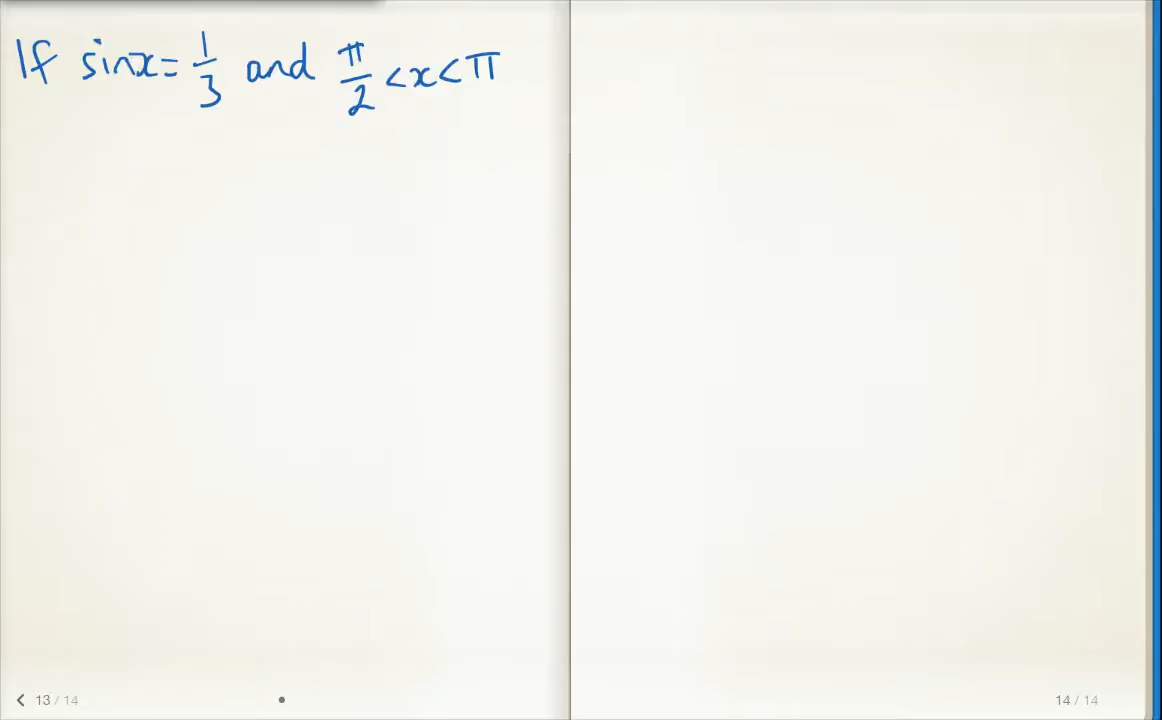 If sinx = 1/3 and π/2 < x < π
13 / 14
14 / 14